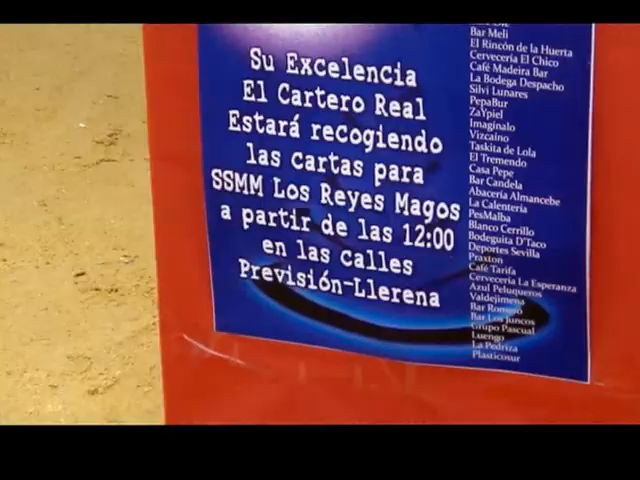 Su Excelencia
El Cartero Real
Estará recogiendo
las cartas para
SSMM Los Reyes Magos
a partir de las 12:00
en las calles
Previsión-Llerena
Bar Meli
El Rincón de la Huerta
Cervecería El Chico
Café Madeira Bar
La Bodega Despacho
Silvi Lunares
PepaBur
ZaYpiel
Imagínalo
Vizcaíno
Taskita de Lola
El Tremendo
Casa Pepe
Bar Candela
Abacería Almancebe
La Calentería
PesMalba
Blanco Cerrillo
Bodeguita D'Taco
Deportes Sevilla
Praxton
Café Tarifa
Cervecería La Esperanza
Azul Peluqueros
Valdejimena
Bar Romero
Bar Los Juncos
Grupo Pascual
Luengo
La Pedriza
Plasticosur